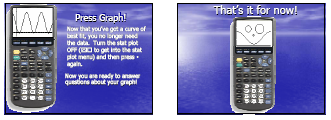 Press Graph!
Now that you've got a curve of
best fit, you no longer need
the data. Turn the stat plot
OFF to get into the stat
plot menu) and then press
again.
Now you are ready to answer
questions about your graph!
That's it for now!